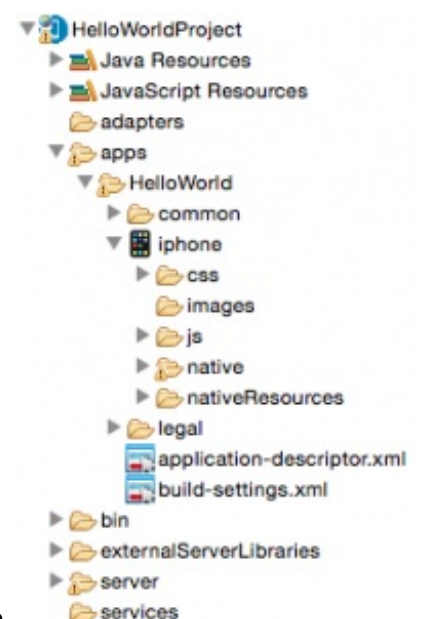 HelloWorldProject
Java Resources
JavaScript Resources
adapters
apps
HelloWorld
common
iphone
css
images
js
native
nativeResources
legal
application-descriptor.xml
build-settings.xml
bin
externalServerLibraries
server
services